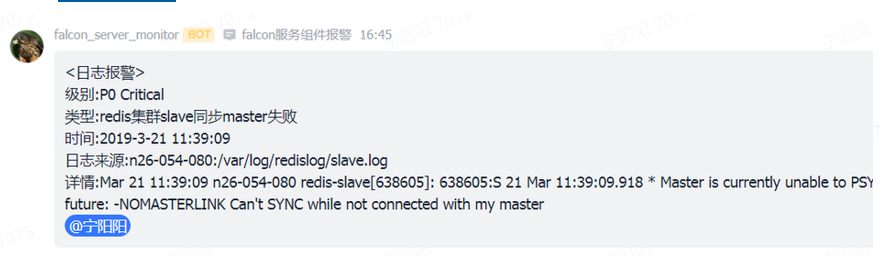 falcon_server_monitor BOT falcon服务组件报警 16:45
<日志报警>
级别:P0 Critical
类型:redis集群slave同步master失败
时间:2019-3-21 11:39:09
日志来源:n26-054-080:/var/log/redislog/slave.log
详情:Mar 21 11:39:09 n26-054-080 redis-slave[638605]: 638605:S 21 Mar 11:39:09.918 * Master is currently unable to PSY
future: -NOMASTERLINK Can't SYNC while not connected with my master
@宁阳阳